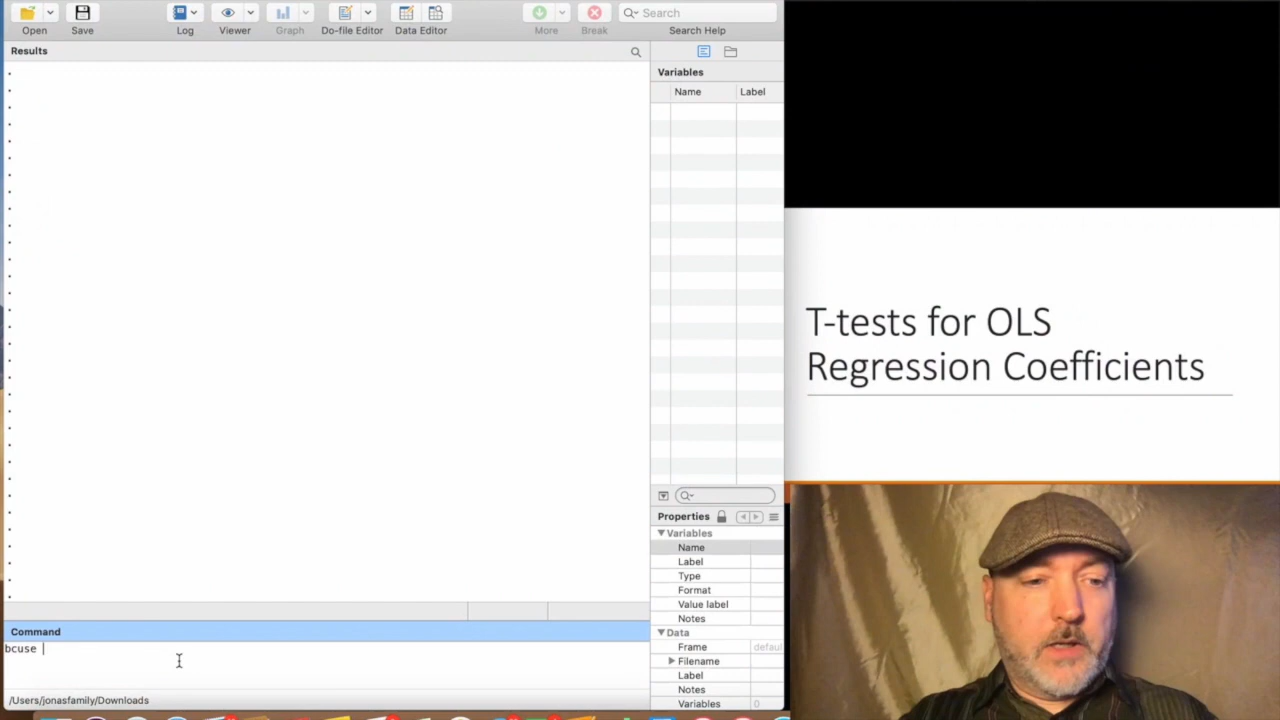 Open
Save
Log
Viewer
Graph
Do-file Editor
Data Editor
More
Break
Search
Search Help
Results
Variables
Name
Label
Command
bcuse
/Users/jonasfamily/Downloads
Properties
Variables
Name
Label
Type
Format
Value label
Notes
Data
Frame defaul
Filename
Label
Notes
Variables 0
T-tests for OLS
Regression Coefficients